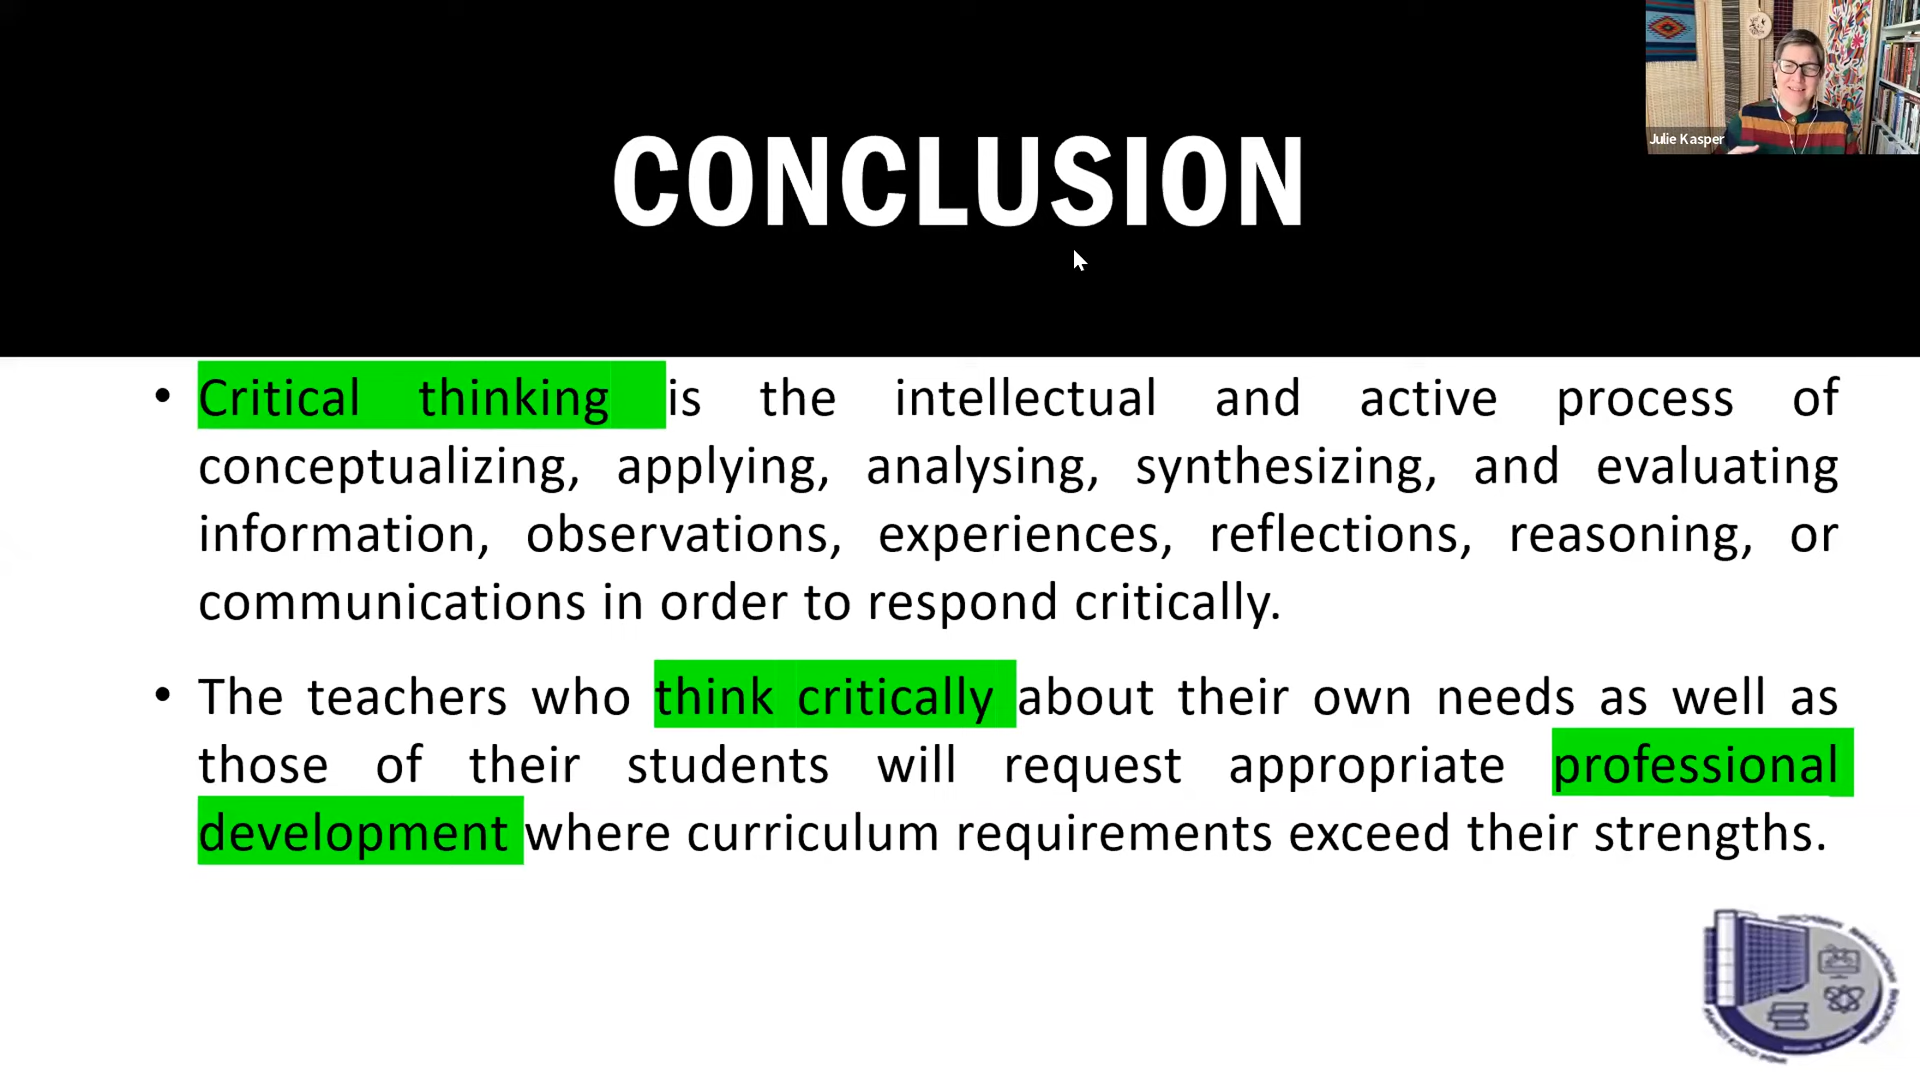 CONCLUSION
Julie Kasper
• Critical thinking is the intellectual and active process of
conceptualizing, applying, analysing, synthesizing, and evaluating
information, observations, experiences, reflections, reasoning, or
communications in order to respond critically.
• The teachers who think critically about their own needs as well as
those of their students will request appropriate professional
development where curriculum requirements exceed their strengths.